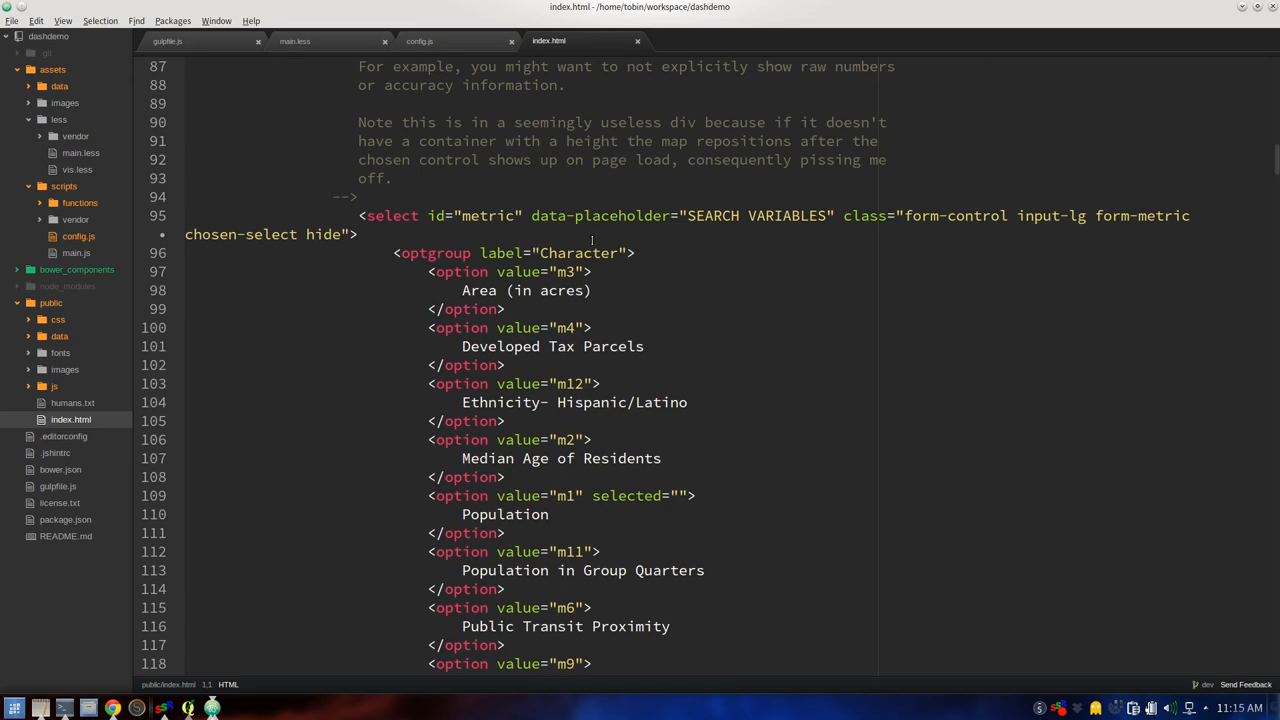 index.html - /home/tobin/workspace/dashdemo
File Edit View Selection Find Packages Window Help
dashdemo
.git
assets
data
images
less
vendor
main.less
vis.less
scripts
functions
vendor
config.js
main.js
bower_components
node_modules
public
css
data
fonts
images
js
humans.txt
index.html
.editorconfig
.jshintrc
bower.json
gulpfile.js
license.txt
package.json
README.md
gulpfile.js main.less config.js index.html
87 For example, you might want to not explicitly show raw numbers
88 or accuracy information.
89
90 Note this is in a seemingly useless div because if it doesn't
91 have a container with a height the map repositions after the
92 chosen control shows up on page load, consequently pissing me
93 off.
94 -->
95 <select id="metric" data-placeholder="SEARCH VARIABLES" class="form-control input-lg form-metric
• chosen-select hide">
96 <optgroup label="Character">
97 <option value="m3">
98 Area (in acres)
99 </option>
100 <option value="m4">
101 Developed Tax Parcels
102 </option>
103 <option value="m12">
104 Ethnicity- Hispanic/Latino
105 </option>
106 <option value="m2">
107 Median Age of Residents
108 </option>
109 <option value="m1" selected="">
110 Population
111 </option>
112 <option value="m11">
113 Population in Group Quarters
114 </option>
115 <option value="m6">
116 Public Transit Proximity
117 </option>
118 <option value="m9">
public/index.html 1,1 HTML
dev Send Feedback
11:15 AM